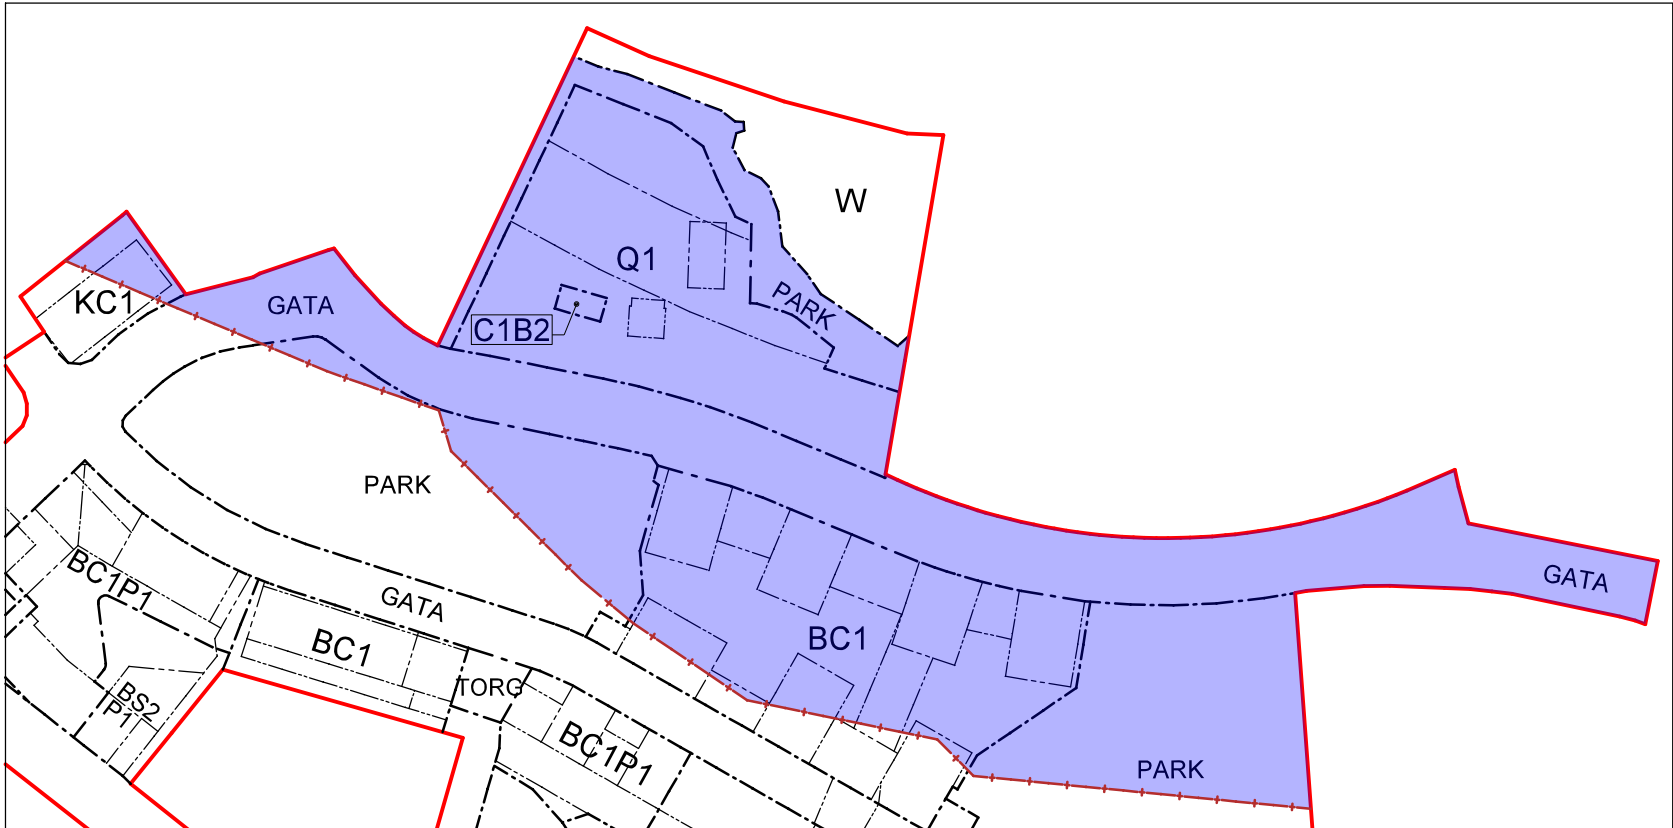 W
Q1
KC1
GATA
PARK
C1B2
PARK
GATA
BC1P1
GATA
BC1
BC1
TORG
BS2
P1
BC1P1
PARK